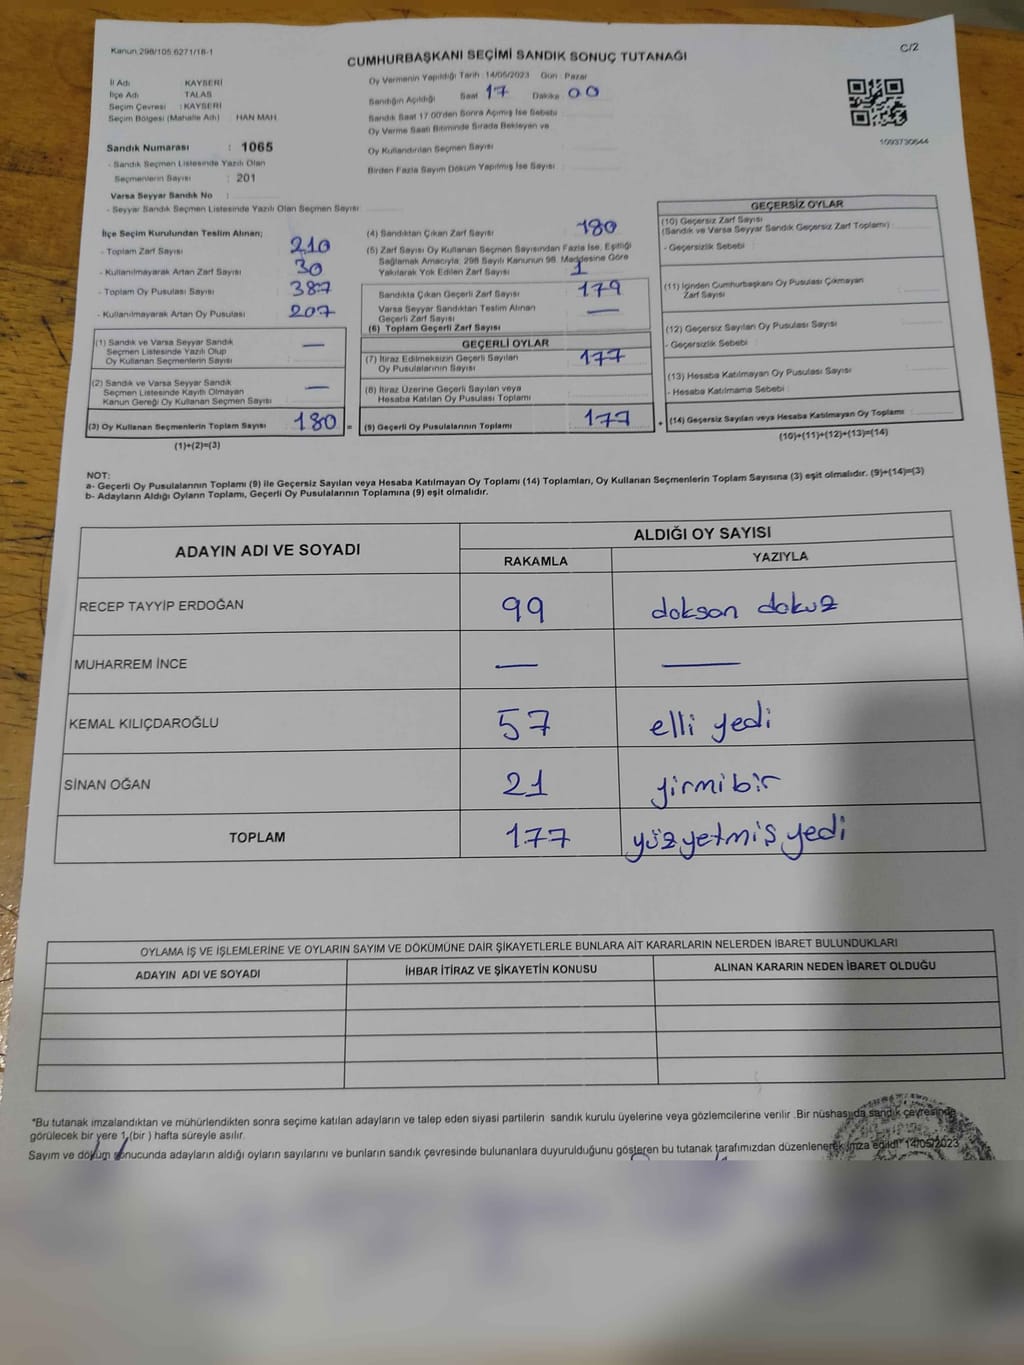 Kanun.298/105,6271/18-1
C/2
CUMHURBAŞKANI SEÇİMİ SANDIK SONUÇ TUTANAĞI
İl Adı : KAYSERİ
İlçe Adı : TALAS
Seçim Çevresi : KAYSERİ
Seçim Bölgesi (Mahalle Adı) : HAN MAH.
Sandık Numarası : 1065
- Sandık Seçmen Listesinde Yazılı Olan
Seçmenlerin Sayısı : 201
Varsa Seyyar Sandık No :
- Seyyar Sandık Seçmen Listesinde Yazılı Olan Seçmen Sayısı:
Oy Vermenin Yapıldığı Tarih : 14/05/2023 Gün : Pazar
Sandığın Açıldığı Saat 17 Dakika 00
Sandık Saat 17:00'den Sonra Açılmış İse Sebebi :
Oy Verme Saati Bitiminde Sırada Bekleyen ve
Oy Kullandırılan Seçmen Sayısı :
Birden Fazla Sayım Döküm Yapılmış İse Sayısı :
1093730644
İlçe Seçim Kurulundan Teslim Alınan;
- Toplam Zarf Sayısı : 210
- Kullanılmayarak Artan Zarf Sayısı : 30
- Toplam Oy Pusulası Sayısı : 387
- Kullanılmayarak Artan Oy Pusulası : 207
(1) Sandık ve Varsa Seyyar Sandık
Seçmen Listesinde Yazılı Olup
Oy Kullanan Seçmenlerin Sayısı : —
(2) Sandık ve Varsa Seyyar Sandık
Seçmen Listesinde Kayıtlı Olmayan
Kanun Gereği Oy Kullanan Seçmen Sayısı : —
(3) Oy Kullanan Seçmenlerin Toplam Sayısı : 180 =
(1)+(2)=(3)
(4) Sandıktan Çıkan Zarf Sayısı : 180
(5) Zarf Sayısı Oy Kullanan Seçmen Sayısından Fazla İse, Eşitliği
Sağlamak Amacıyla, 298 Sayılı Kanunun 98. Maddesine Göre
Yakılarak Yok Edilen Zarf Sayısı : 1
Sandıkta Çıkan Geçerli Zarf Sayısı : 179
Varsa Seyyar Sandıktan Teslim Alınan
Geçerli Zarf Sayısı : —
(6) Toplam Geçerli Zarf Sayısı
GEÇERLİ OYLAR
(7) İtiraz Edilmeksizin Geçerli Sayılan
Oy Pusulalarının Sayısı : 177
(8) İtiraz Üzerine Geçerli Sayılan veya
Hesaba Katılan Oy Pusulası Toplamı :
(9) Geçerli Oy Pusulalarının Toplamı : 177 +
GEÇERSİZ OYLAR
(10) Geçersiz Zarf Sayısı
(Sandık ve Varsa Seyyar Sandık Geçersiz Zarf Toplamı) :
- Geçersizlik Sebebi :
(11) İçinden Cumhurbaşkanı Oy Pusulası Çıkmayan
Zarf Sayısı :
(12) Geçersiz Sayılan Oy Pusulası Sayısı :
- Geçersizlik Sebebi :
(13) Hesaba Katılmayan Oy Pusulası Sayısı :
- Hesaba Katılmama Sebebi :
(14) Geçersiz Sayılan veya Hesaba Katılmayan Oy Toplamı :
(10)+(11)+(12)+(13)=(14)
NOT:
a- Geçerli Oy Pusulalarının Toplamı (9) ile Geçersiz Sayılan veya Hesaba Katılmayan Oy Toplamı (14) Toplamları, Oy Kullanan Seçmenlerin Toplam Sayısına (3) eşit olmalıdır. (9)+(14)=(3)
b- Adayların Aldığı Oyların Toplamı, Geçerli Oy Pusulalarının Toplamına (9) eşit olmalıdır.
ADAYIN ADI VE SOYADI
ALDIĞI OY SAYISI
RAKAMLA YAZIYLA
RECEP TAYYİP ERDOĞAN 99 doksan dokuz
MUHARREM İNCE — —
KEMAL KILIÇDAROĞLU 57 elli yedi
SİNAN OĞAN 21 yirmibir
TOPLAM 177 yüzyetmiş yedi
OYLAMA İŞ VE İŞLEMLERİNE VE OYLARIN SAYIM VE DÖKÜMÜNE DAİR ŞİKAYETLERLE BUNLARA AİT KARARLARIN NELERDEN İBARET BULUNDUKLARI
ADAYIN ADI VE SOYADI İHBAR İTİRAZ VE ŞİKAYETİN KONUSU ALINAN KARARIN NEDEN İBARET OLDUĞU
*Bu tutanak imzalandıktan ve mühürlendikten sonra seçime katılan adayların ve talep eden siyasi partilerin sandık kurulu üyelerine veya gözlemcilerine verilir .Bir nüshası da sandık çevresinde
görülecek bir yere 1 (bir ) hafta süreyle asılır.
Sayım ve döküm sonucunda adayların aldığı oyların sayılarını ve bunların sandık çevresinde bulunanlara duyurulduğunu gösteren bu tutanak tarafımızdan düzenlenerek imza edildi. 14/05/2023